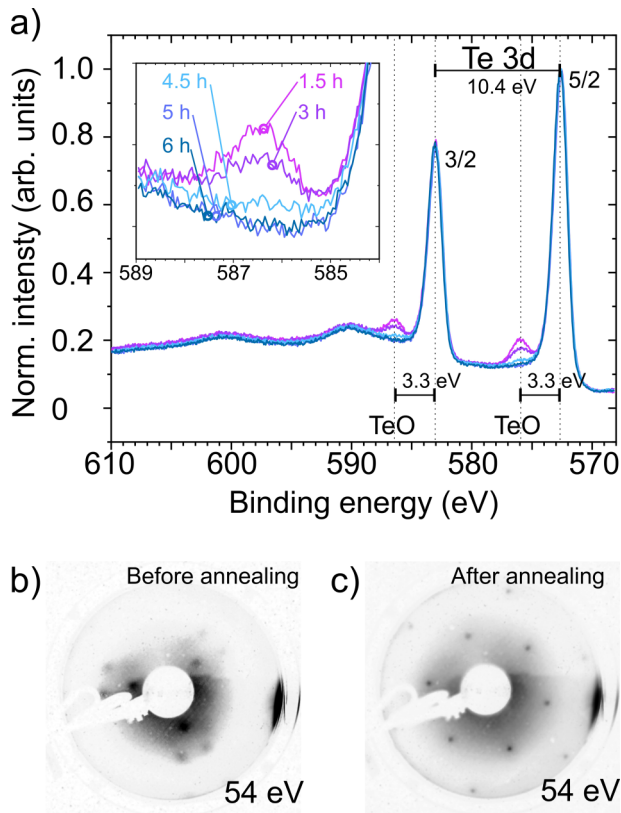 a)
Te 3d
10.4 eV
5/2
3/2
4.5 h
1.5 h
5 h
3 h
6 h
589
587
585
1.0
0.8
0.6
0.4
0.2
0
Norm. intensty (arb. units)
3.3 eV
3.3 eV
TeO
TeO
610
600
590
580
570
Binding energy (eV)
b)
Before annealing
54 eV
c)
After annealing
54 eV